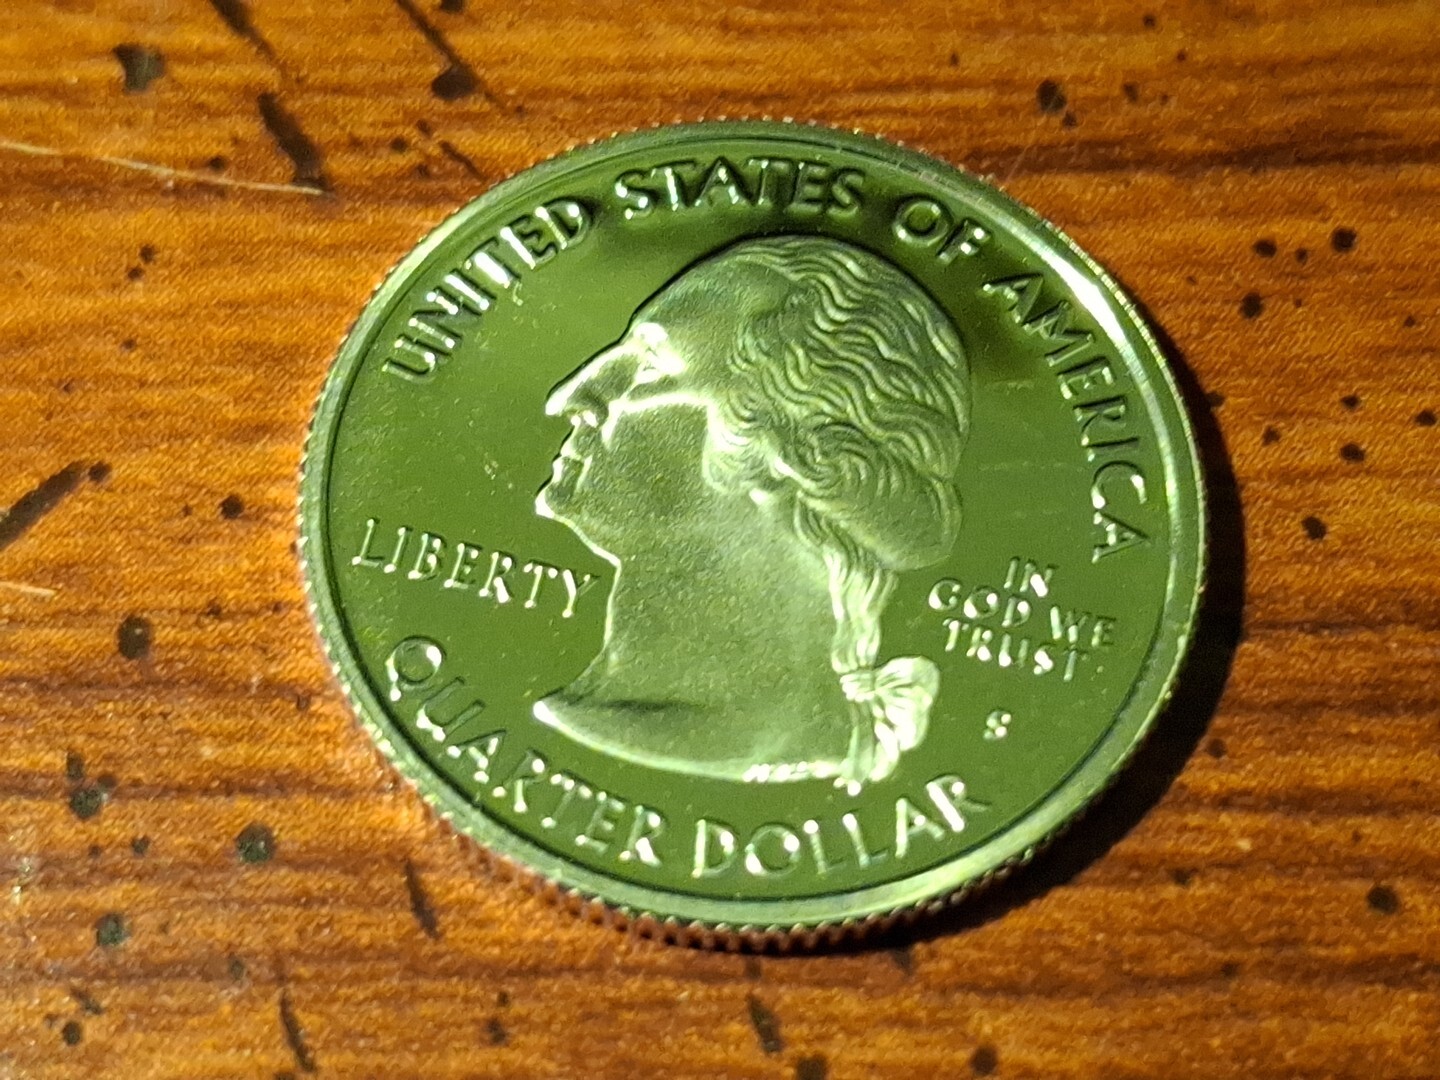 UNITED STATES OF AMERICA
LIBERTY
IN
GOD WE
TRUST
S
QUARTER DOLLAR